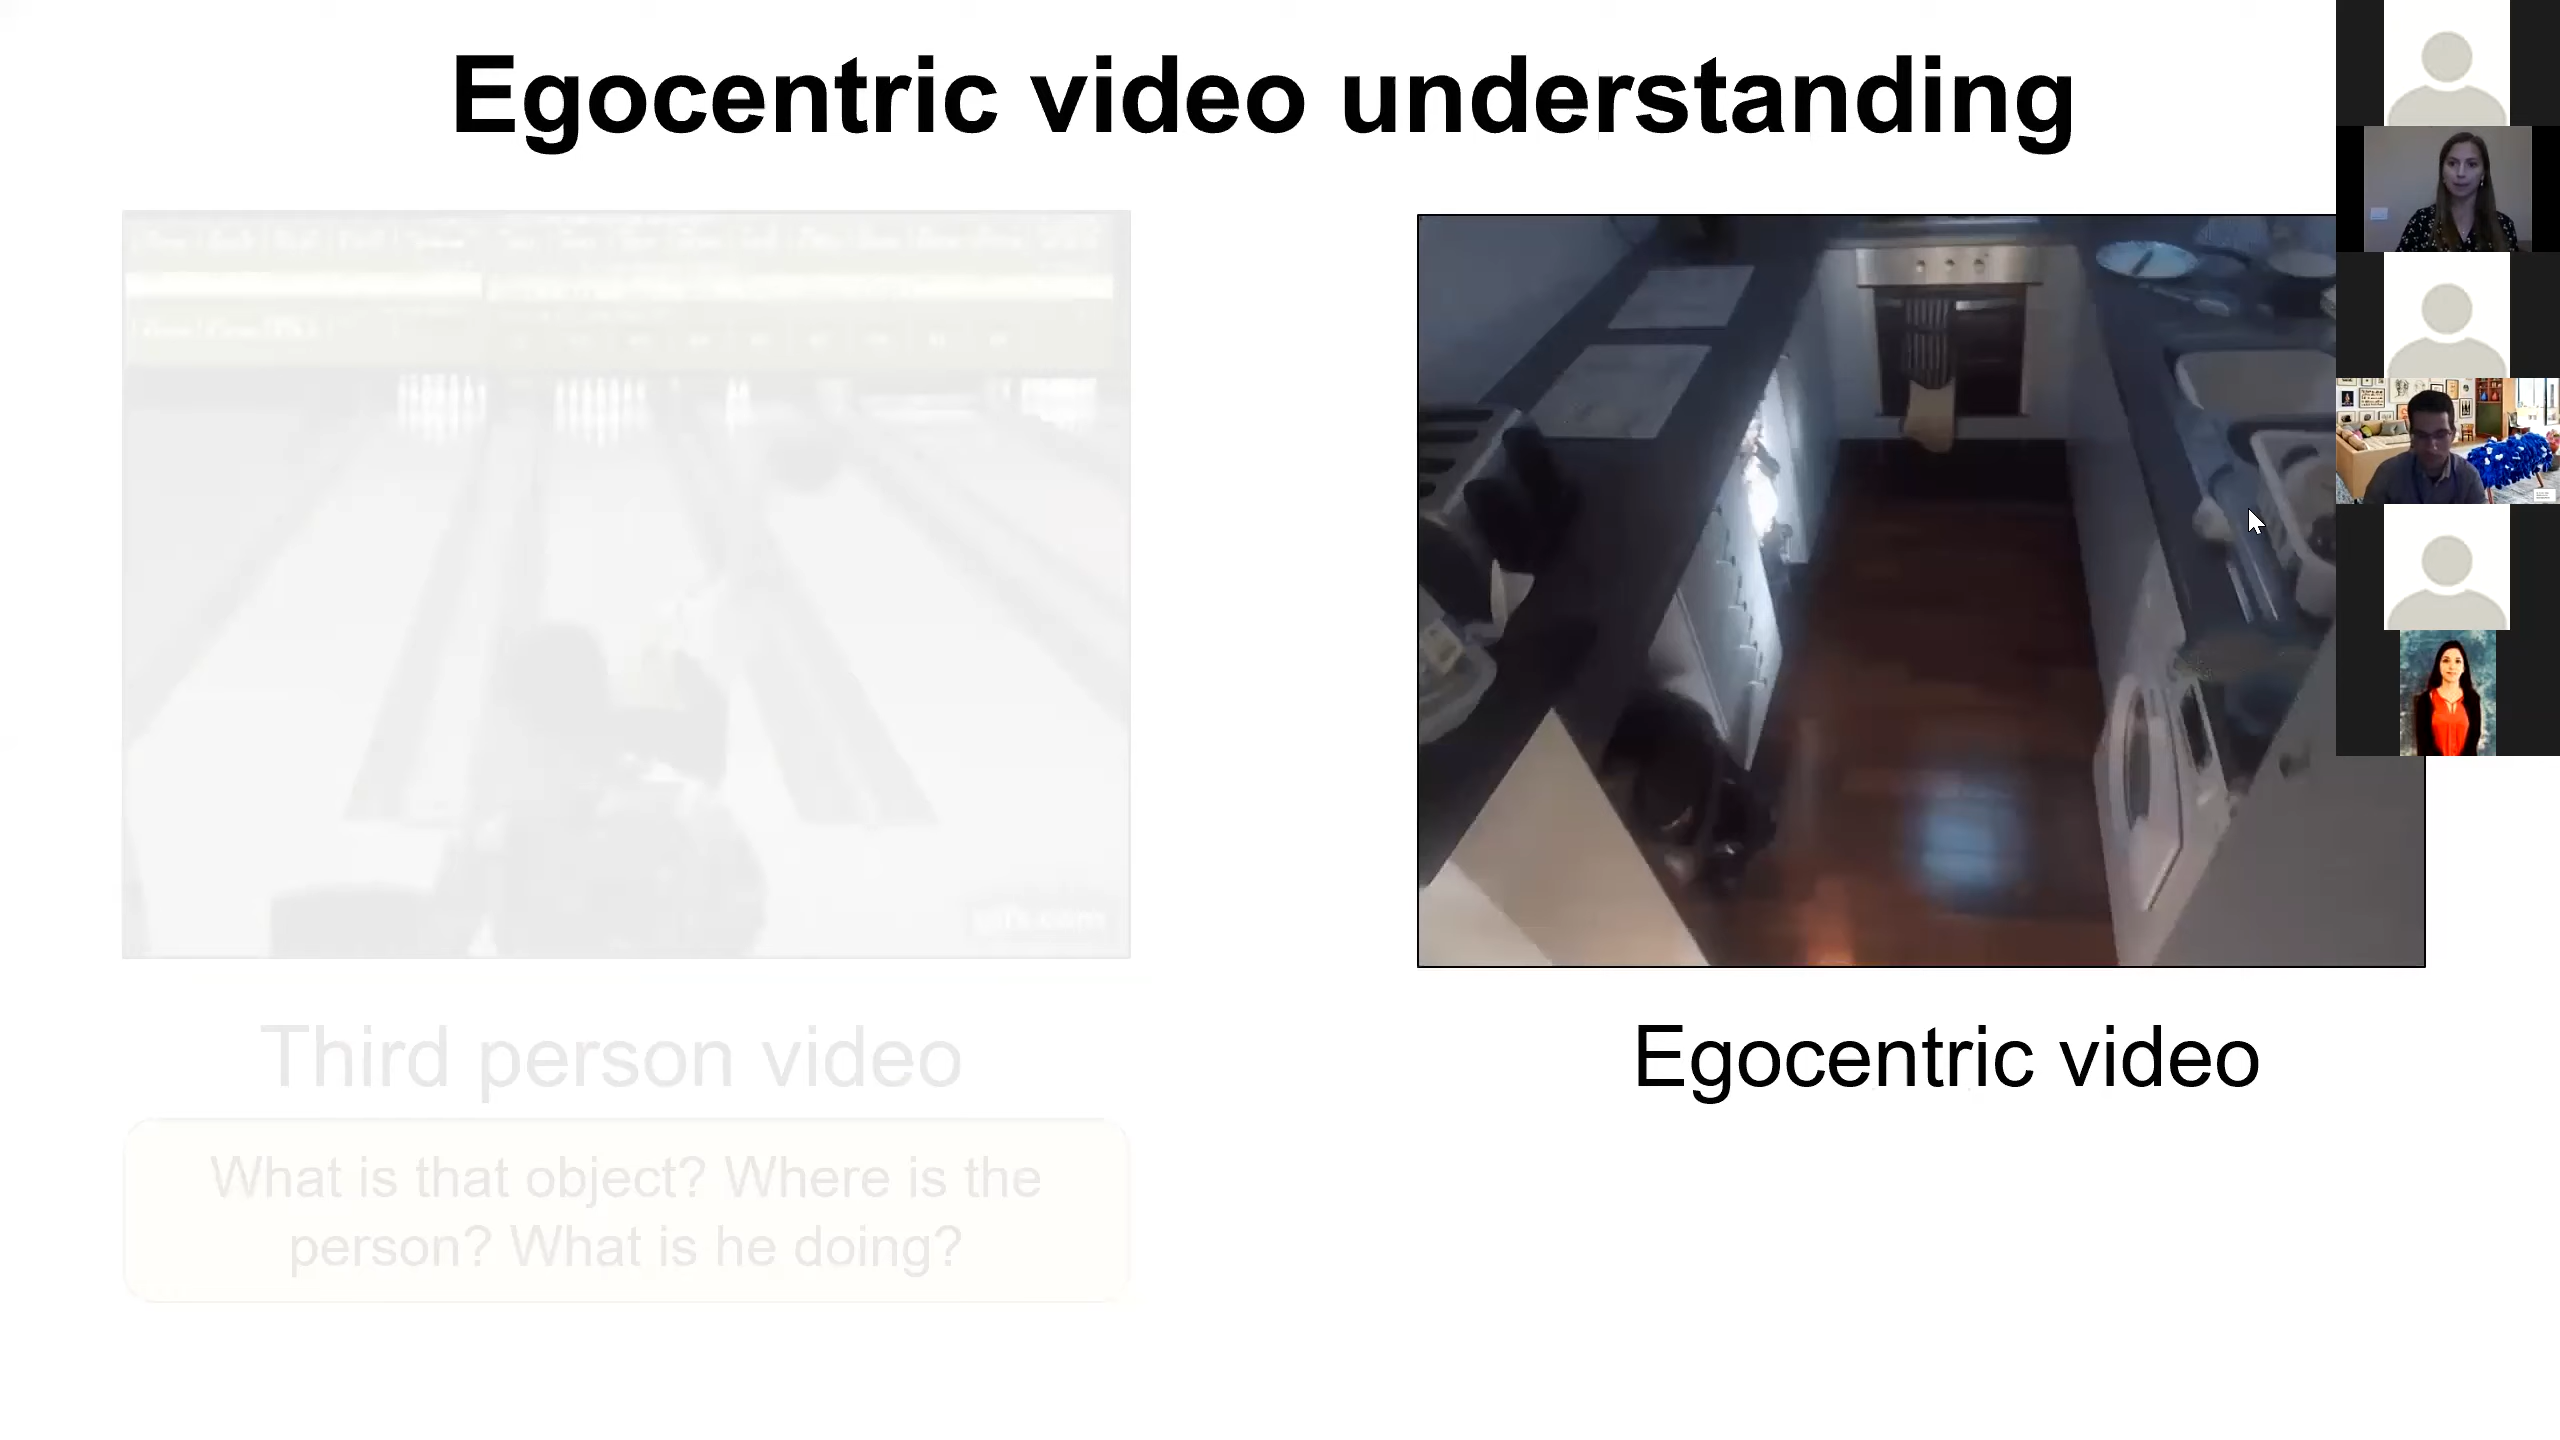 Egocentric video understanding
Third person video
Egocentric video
What is that object? Where is the
person? What is he doing?